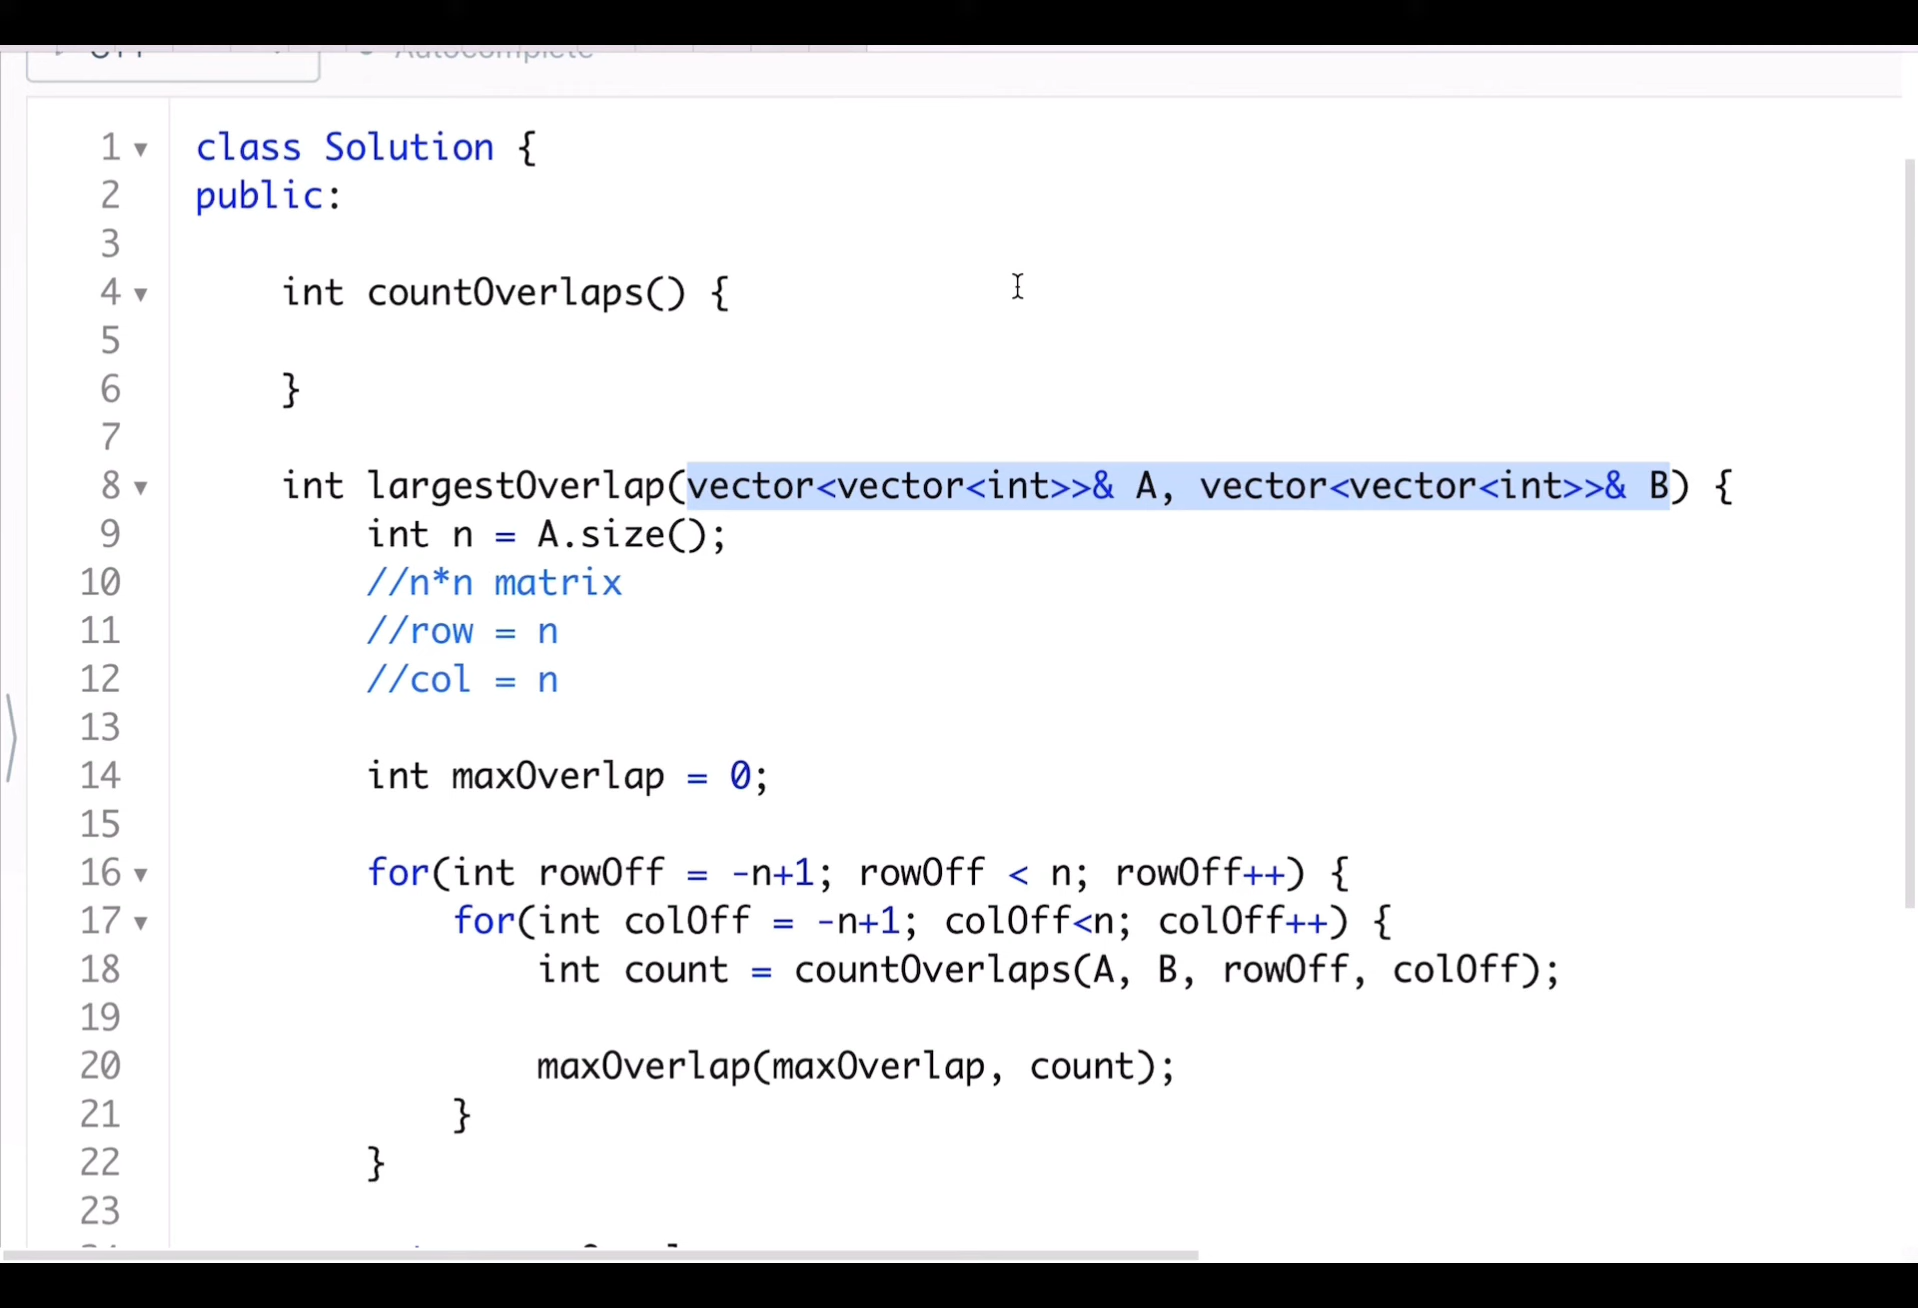 Autocomplete
1 class Solution {
2 public:
3
4 int countOverlaps() {
5
6 }
7
8 int largestOverlap(vector<vector<int>>& A, vector<vector<int>>& B) {
9 int n = A.size();
10 //n*n matrix
11 //row = n
12 //col = n
13
14 int maxOverlap = 0;
15
16 for(int rowOff = -n+1; rowOff < n; rowOff++) {
17 for(int colOff = -n+1; colOff<n; colOff++) {
18 int count = countOverlaps(A, B, rowOff, colOff);
19
20 maxOverlap(maxOverlap, count);
21 }
22 }
23